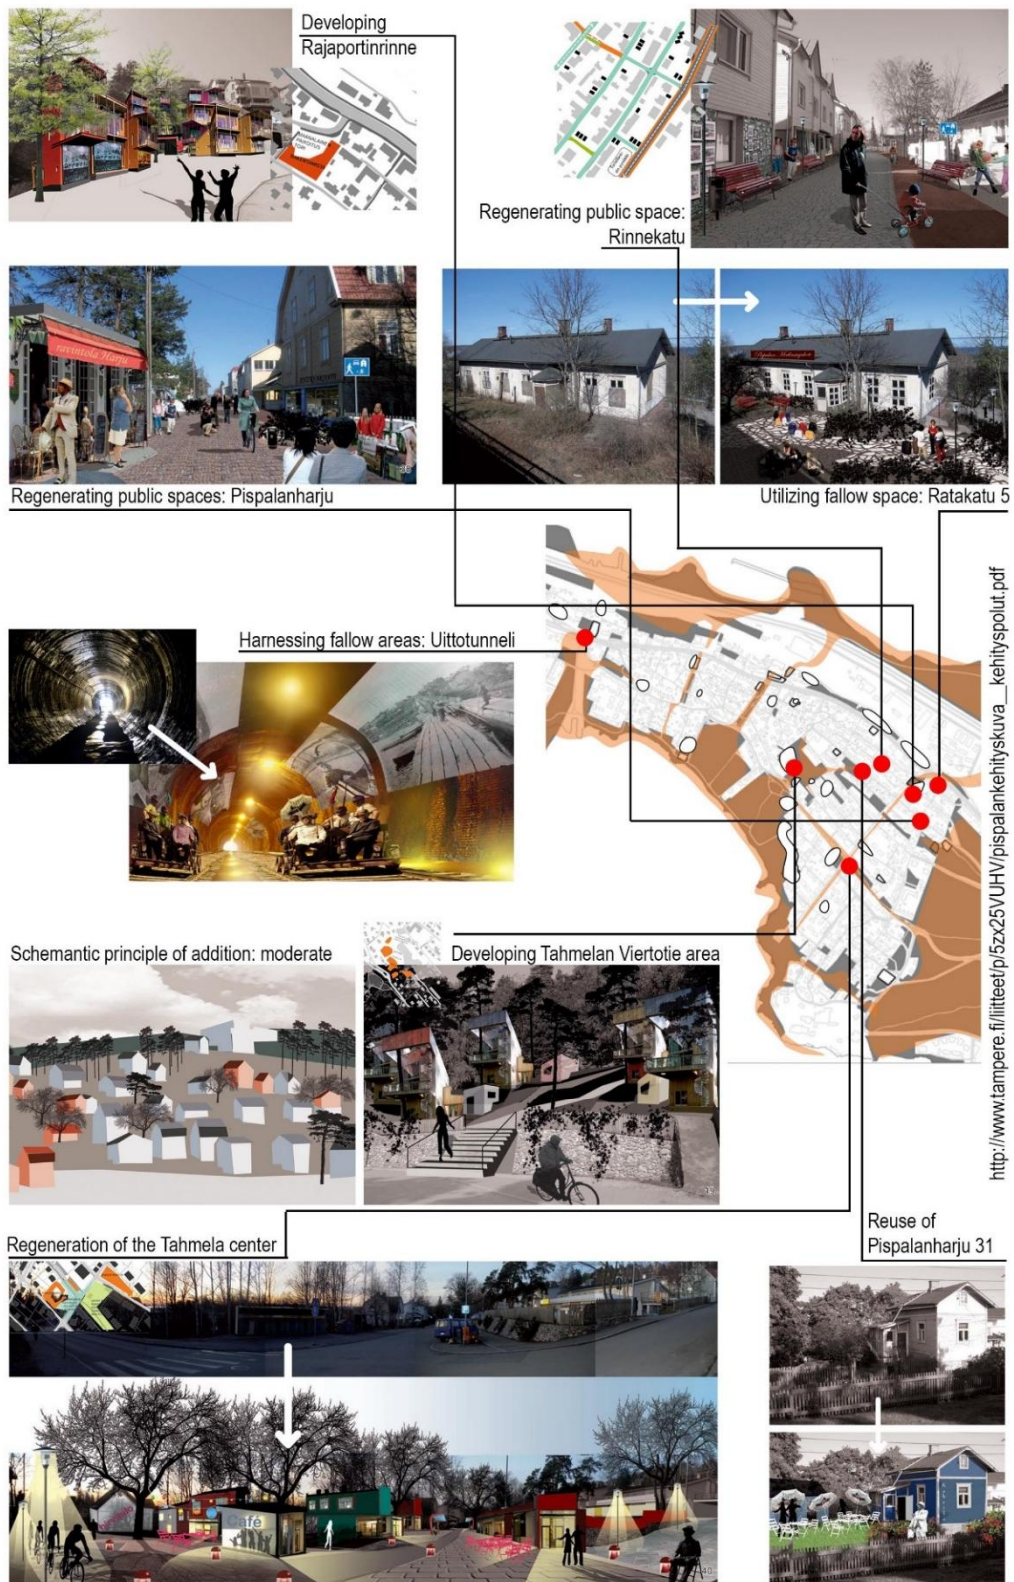 Developing
Rajaportinrinne
Regenerating public space:
Rinnekatu
ravintola Harju
Regenerating public spaces: Pispalanharju
Utilizing fallow space: Ratakatu 5
Harnessing fallow areas: Uittotunneli
http://www.tampere.fi/liitteet/p/5zx25VUHV/pispalankehityskuva__kehityspolut.pdf
Schemantic principle of addition: moderate
Developing Tahmelan Viertotie area
Regeneration of the Tahmela center
Reuse of
Pispalanharju 31
Café
40